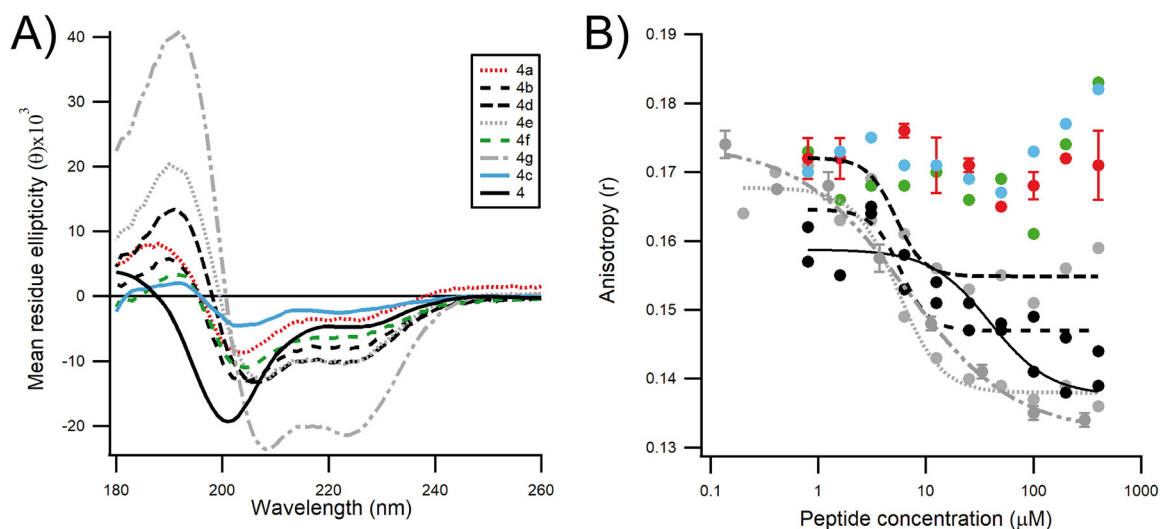 A)
Mean residue ellipticity (θ)x10³
40
30
20
10
0
-10
-20
180
200
220
240
260
Wavelength (nm)
4a
4b
4d
4e
4f
4g
4c
4
B)
Anisotropy (r)
0.19
0.18
0.17
0.16
0.15
0.14
0.13
0.1
1
10
100
1000
Peptide concentration (µM)